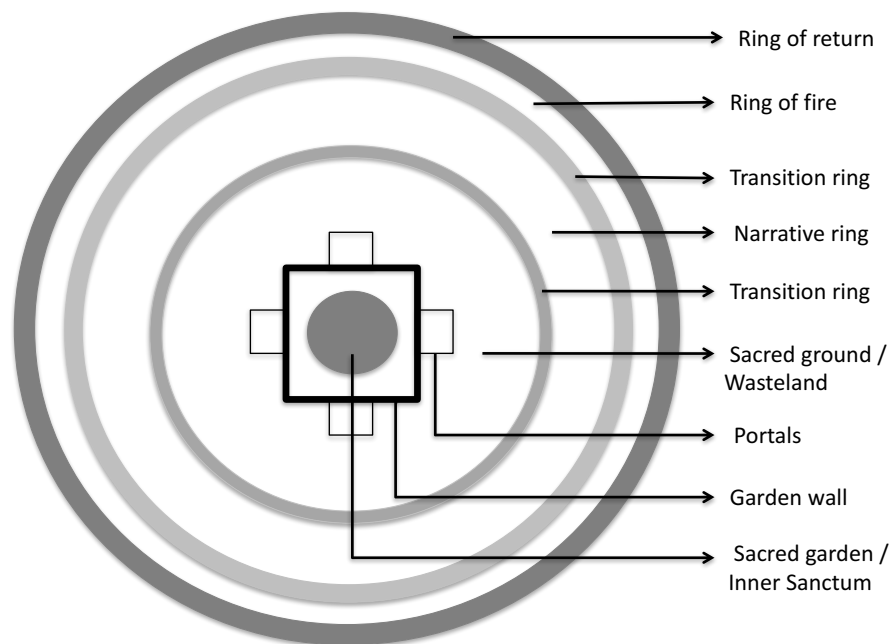 Ring of return
Ring of fire
Transition ring
Narrative ring
Transition ring
Sacred ground /
Wasteland
Portals
Garden wall
Sacred garden /
Inner Sanctum